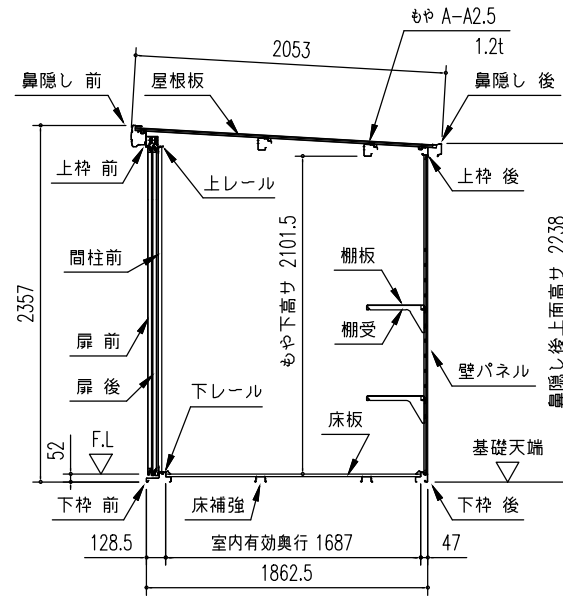 もや A-A2.5
1.2t
2053
鼻隠し 前
屋根板
鼻隠し 後
上枠 前
上レール
上枠 後
間柱前
もや下高サ 2101.5
棚板
棚受
鼻隠し後上面高サ 2238
2357
扉 前
扉 後
壁パネル
下レール
床板
52
F.L
基礎天端
下枠 前
床補強
下枠 後
128.5
室内有効奥行 1687
47
1862.5